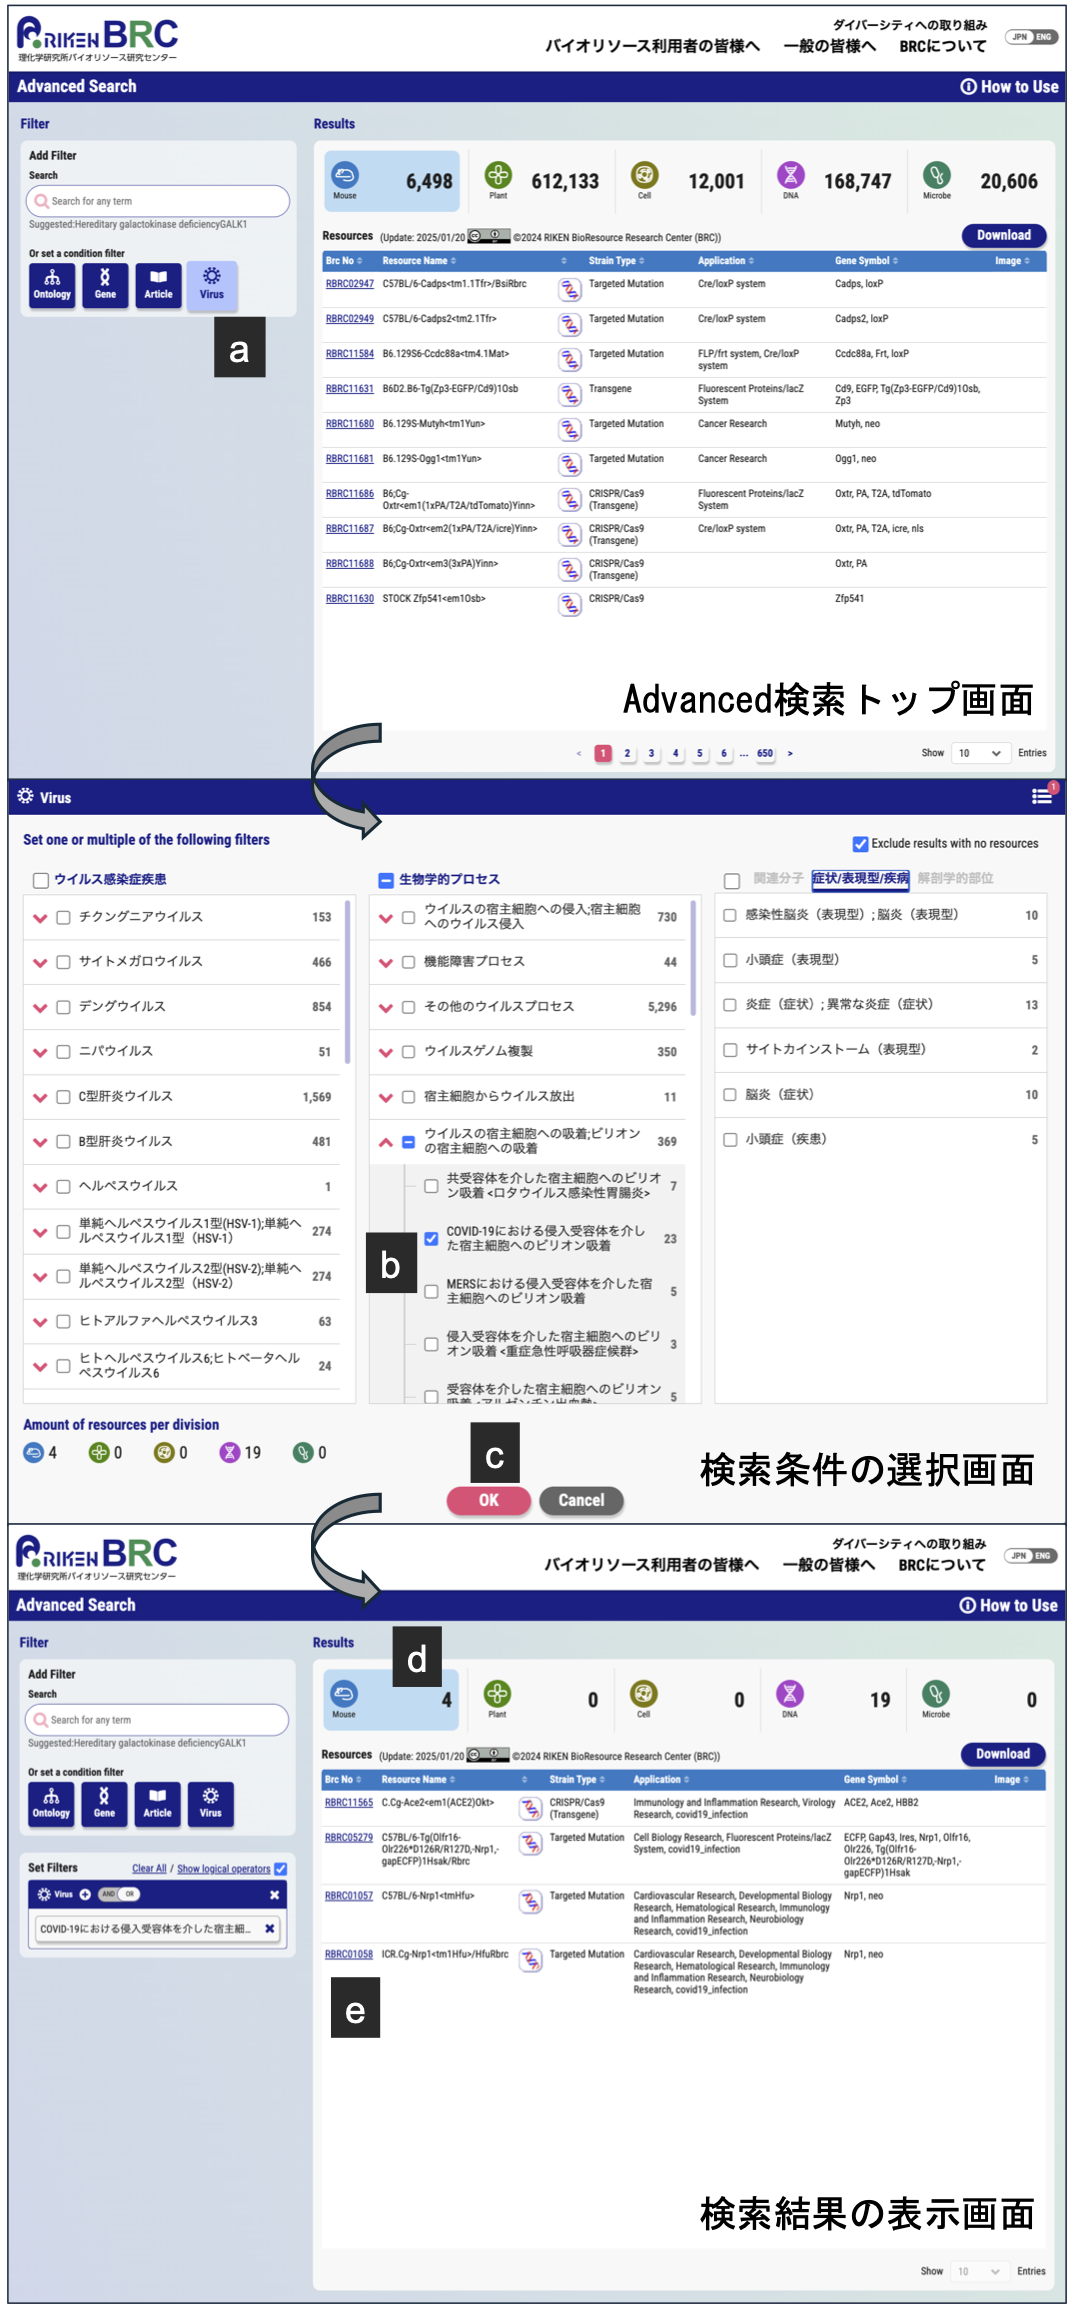 RIKEN BRC
理化学研究所バイオリソース研究センター
ダイバーシティへの取り組み
バイオリソース利用者の皆様へ 一般の皆様へ BRCについて
JPN ENG
Advanced Search
How to Use
Filter
Add Filter
Search
Search for any term
Suggested:Hereditary galactokinase deficiencyGALK1
Or set a condition filter
Ontology Gene Article Virus
a
Results
Mouse 6,498 Plant 612,133 Cell 12,001 DNA 168,747 Microbe 20,606
Resources (Update: 2025/01/20 ©2024 RIKEN BioResource Research Center (BRC))
Download
Brc No Resource Name Strain Type Application Gene Symbol Image
RBRC02947 C57BL/6-Cadps<tm1.1Tfr>/BsiRbrc Targeted Mutation Cre/loxP system Cadps, loxP
RBRC02949 C57BL/6-Cadps2<tm2.1Tfr> Targeted Mutation Cre/loxP system Cadps2, loxP
RBRC11584 B6.129S6-Ccdc88a<tm4.1Mat> Targeted Mutation FLP/frt system, Cre/loxP Ccdc88a, Frt, loxP
system
RBRC11631 B6D2.B6-Tg(Zp3-EGFP/Cd9)1Osb Transgene Fluorescent Proteins/lacZ Cd9, EGFP, Tg(Zp3-EGFP/Cd9)1Osb,
System Zp3
RBRC11680 B6.129S-Mutyh<tm1Yun> Targeted Mutation Cancer Research Mutyh, neo
RBRC11681 B6.129S-Ogg1<tm1Yun> Targeted Mutation Cancer Research Ogg1, neo
RBRC11686 B6;Cg- CRISPR/Cas9 Fluorescent Proteins/lacZ Oxtr, PA, T2A, tdTomato
Oxtr<em1(1xPA/T2A/tdTomato)Yinn> (Transgene) System
RBRC11687 B6;Cg-Oxtr<em2(1xPA/T2A/icre)Yinn> CRISPR/Cas9 Cre/loxP system Oxtr, PA, T2A, icre, nls
(Transgene)
RBRC11688 B6;Cg-Oxtr<em3(3xPA)Yinn> CRISPR/Cas9 Oxtr, PA
(Transgene)
RBRC11630 STOCK Zfp541<em1Osb> CRISPR/Cas9 Zfp541
Advanced検索トップ画面
< 1 2 3 4 5 6 ... 650 >
Show 10 Entries
Virus
1
Set one or multiple of the following filters
Exclude results with no resources
ウイルス感染症疾患
チクングニアウイルス 153
サイトメガロウイルス 466
デングウイルス 854
ニパウイルス 51
C型肝炎ウイルス 1,569
B型肝炎ウイルス 481
ヘルペスウイルス 1
単純ヘルペスウイルス1型(HSV-1);単純ヘ
ルペスウイルス1型（HSV-1） 274
単純ヘルペスウイルス2型(HSV-2);単純ヘ
ルペスウイルス2型（HSV-2） 274
ヒトアルファヘルペスウイルス3 63
ヒトヘルペスウイルス6;ヒトベータヘル
ペスウイルス6 24
生物学的プロセス
ウイルスの宿主細胞への侵入;宿主細胞
へのウイルス侵入 730
機能障害プロセス 44
その他のウイルスプロセス 5,296
ウイルスゲノム複製 350
宿主細胞からウイルス放出 11
ウイルスの宿主細胞への吸着;ビリオン
の宿主細胞への吸着 369
共受容体を介した宿主細胞へのビリオ
ン吸着 <ロタウイルス感染性胃腸炎> 7
COVID-19における侵入受容体を介し
た宿主細胞へのビリオン吸着 23
b
MERSにおける侵入受容体を介した宿
主細胞へのビリオン吸着 5
侵入受容体を介した宿主細胞へのビリ
オン吸着 <重症急性呼吸器症候群> 3
受容体を介した宿主細胞へのビリオン
吸着 <アルゼンチン出血熱> 5
関連分子 症状/表現型/疾病 解剖学的部位
感染性脳炎（表現型）;脳炎（表現型） 10
小頭症（表現型） 5
炎症（症状）;異常な炎症（症状） 13
サイトカインストーム（表現型） 2
脳炎（症状） 10
小頭症（疾患） 5
Amount of resources per division
4 0 0 19 0
c
OK Cancel
検索条件の選択画面
RIKEN BRC
理化学研究所バイオリソース研究センター
ダイバーシティへの取り組み
バイオリソース利用者の皆様へ 一般の皆様へ BRCについて
JPN ENG
Advanced Search
How to Use
Filter
Add Filter
Search
Search for any term
Suggested:Hereditary galactokinase deficiencyGALK1
Or set a condition filter
Ontology Gene Article Virus
Set Filters Clear All / Show logical operators
Virus AND OR
COVID-19における侵入受容体を介した宿主細...
Results
d
Mouse 4 Plant 0 Cell 0 DNA 19 Microbe 0
Resources (Update: 2025/01/20 ©2024 RIKEN BioResource Research Center (BRC))
Download
Brc No Resource Name Strain Type Application Gene Symbol Image
RBRC11565 C.Cg-Ace2<em1(ACE2)Okt> CRISPR/Cas9 Immunology and Inflammation Research, Virology ACE2, Ace2, HBB2
(Transgene) Research, covid19_infection
RBRC05279 C57BL/6-Tg(Olfr16- Targeted Mutation Cell Biology Research, Fluorescent Proteins/lacZ ECFP, Gap43, Ires, Nrp1, Olfr16,
Olr226*D126R/R127D,-Nrp1,- System, covid19_infection Olr226, Tg(Olfr16-
gapECFP)1Hsak/Rbrc Olr226*D126R/R127D,-Nrp1,-
gapECFP)1Hsak
RBRC01057 C57BL/6-Nrp1<tmHfu> Targeted Mutation Cardiovascular Research, Developmental Biology Nrp1, neo
Research, Hematological Research, Immunology
and Inflammation Research, Neurobiology
Research, covid19_infection
RBRC01058 ICR.Cg-Nrp1<tm1Hfu>/HfuRbrc Targeted Mutation Cardiovascular Research, Developmental Biology Nrp1, neo
Research, Hematological Research, Immunology
and Inflammation Research, Neurobiology
Research, covid19_infection
e
検索結果の表示画面
Show 10 Entries